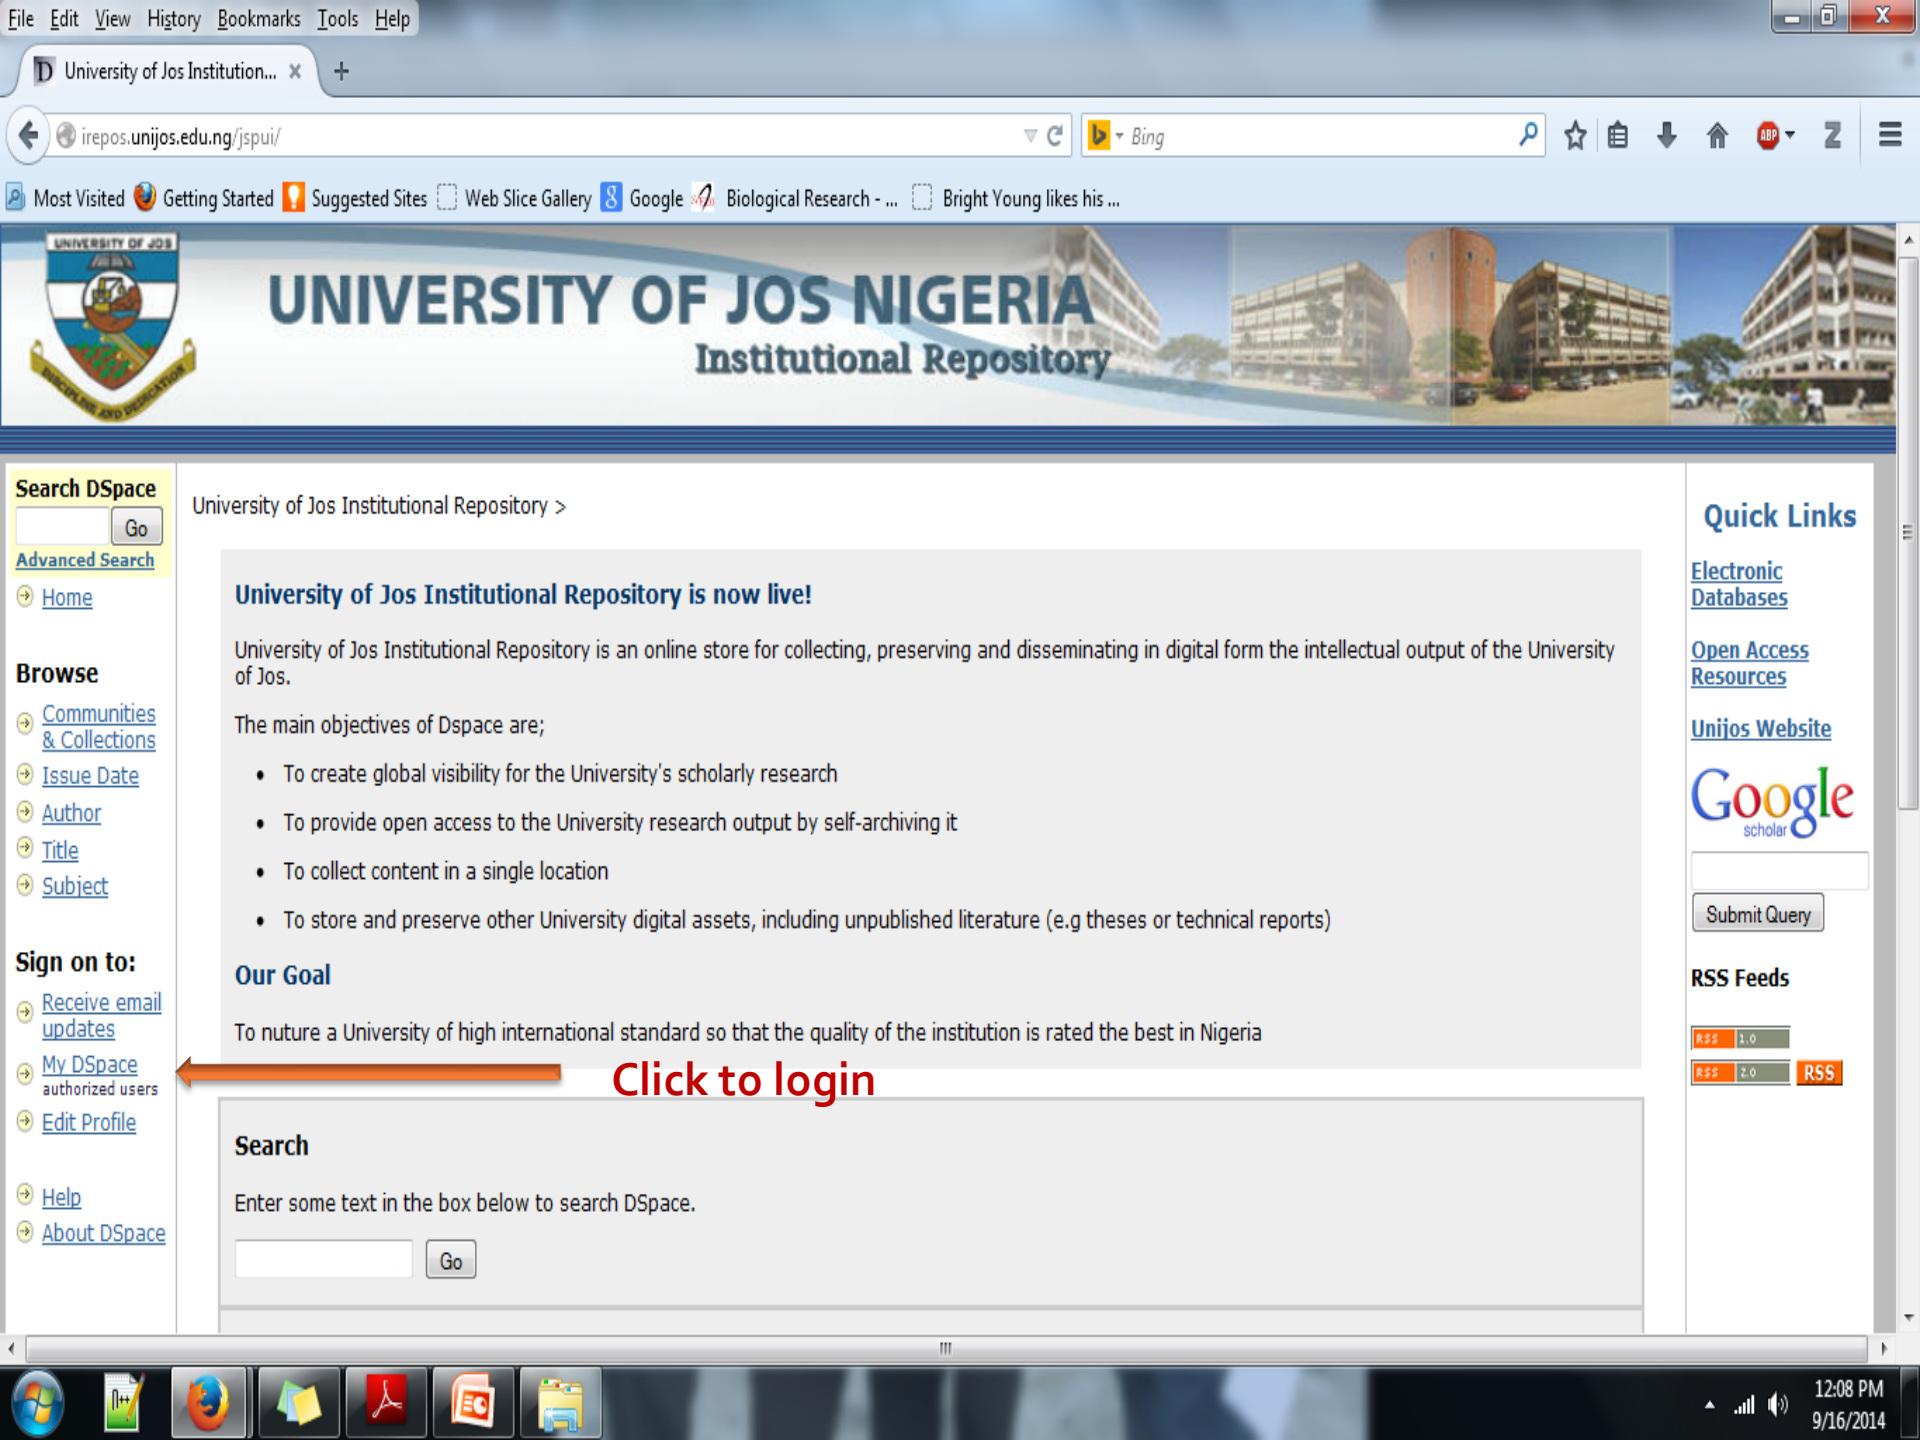 File Edit View History Bookmarks Tools Help
University of Jos Institution...
irepos.unijos.edu.ng/jspui/
Bing
ABP
Most Visited Getting Started Suggested Sites Web Slice Gallery Google Biological Research - ... Bright Young likes his ...
UNIVERSITY OF JOS
DISCIPLINE AND DEDICATION
UNIVERSITY OF JOS NIGERIA
Institutional Repository
Search DSpace
Go
Advanced Search
Home
Browse
Communities
& Collections
Issue Date
Author
Title
Subject
Sign on to:
Receive email
updates
My DSpace
authorized users
Edit Profile
Help
About DSpace
University of Jos Institutional Repository >
University of Jos Institutional Repository is now live!
University of Jos Institutional Repository is an online store for collecting, preserving and disseminating in digital form the intellectual output of the University
of Jos.
The main objectives of Dspace are;
• To create global visibility for the University's scholarly research
• To provide open access to the University research output by self-archiving it
• To collect content in a single location
• To store and preserve other University digital assets, including unpublished literature (e.g theses or technical reports)
Our Goal
To nuture a University of high international standard so that the quality of the institution is rated the best in Nigeria
Click to login
Search
Enter some text in the box below to search DSpace.
Go
Quick Links
Electronic
Databases
Open Access
Resources
Unijos Website
Google
scholar
Submit Query
RSS Feeds
RSS 1.0
RSS 2.0 RSS
12:08 PM
9/16/2014